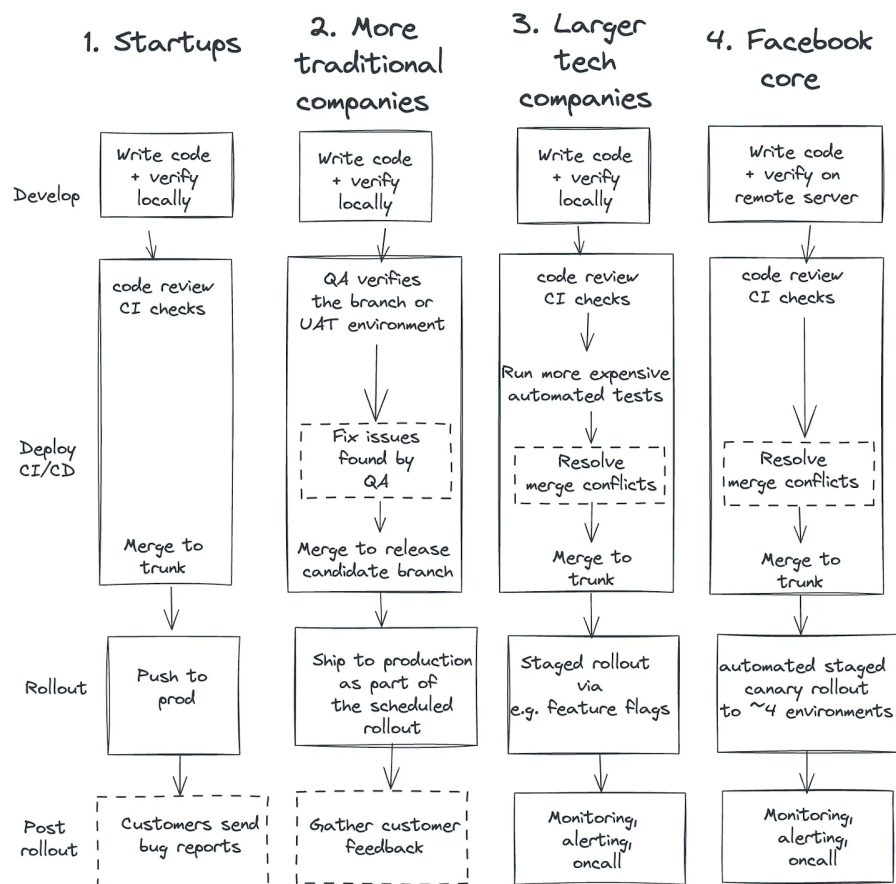 1. Startups
2. More
traditional
companies
3. Larger
tech
companies
4. Facebook
core
Develop
Write code
+ verify
locally
Write code
+ verify
locally
Write code
+ verify
locally
Write code
+ verify on
remote server
Deploy
CI/CD
code review
CI checks
Merge to
trunk
QA verifies
the branch or
UAT environment
Fix issues
found by
QA
Merge to release
candidate branch
code review
CI checks
Run more expensive
automated tests
Resolve
merge conflicts
Merge to
trunk
code review
CI checks
Resolve
merge conflicts
Merge to
trunk
Rollout
Push to
prod
Ship to production
as part of
the scheduled
rollout
Staged rollout
via
e.g. feature flags
automated staged
canary rollout
to ~4 environments
Post
rollout
Customers send
bug reports
Gather customer
feedback
Monitoring,
alerting,
oncall
Monitoring,
alerting,
oncall